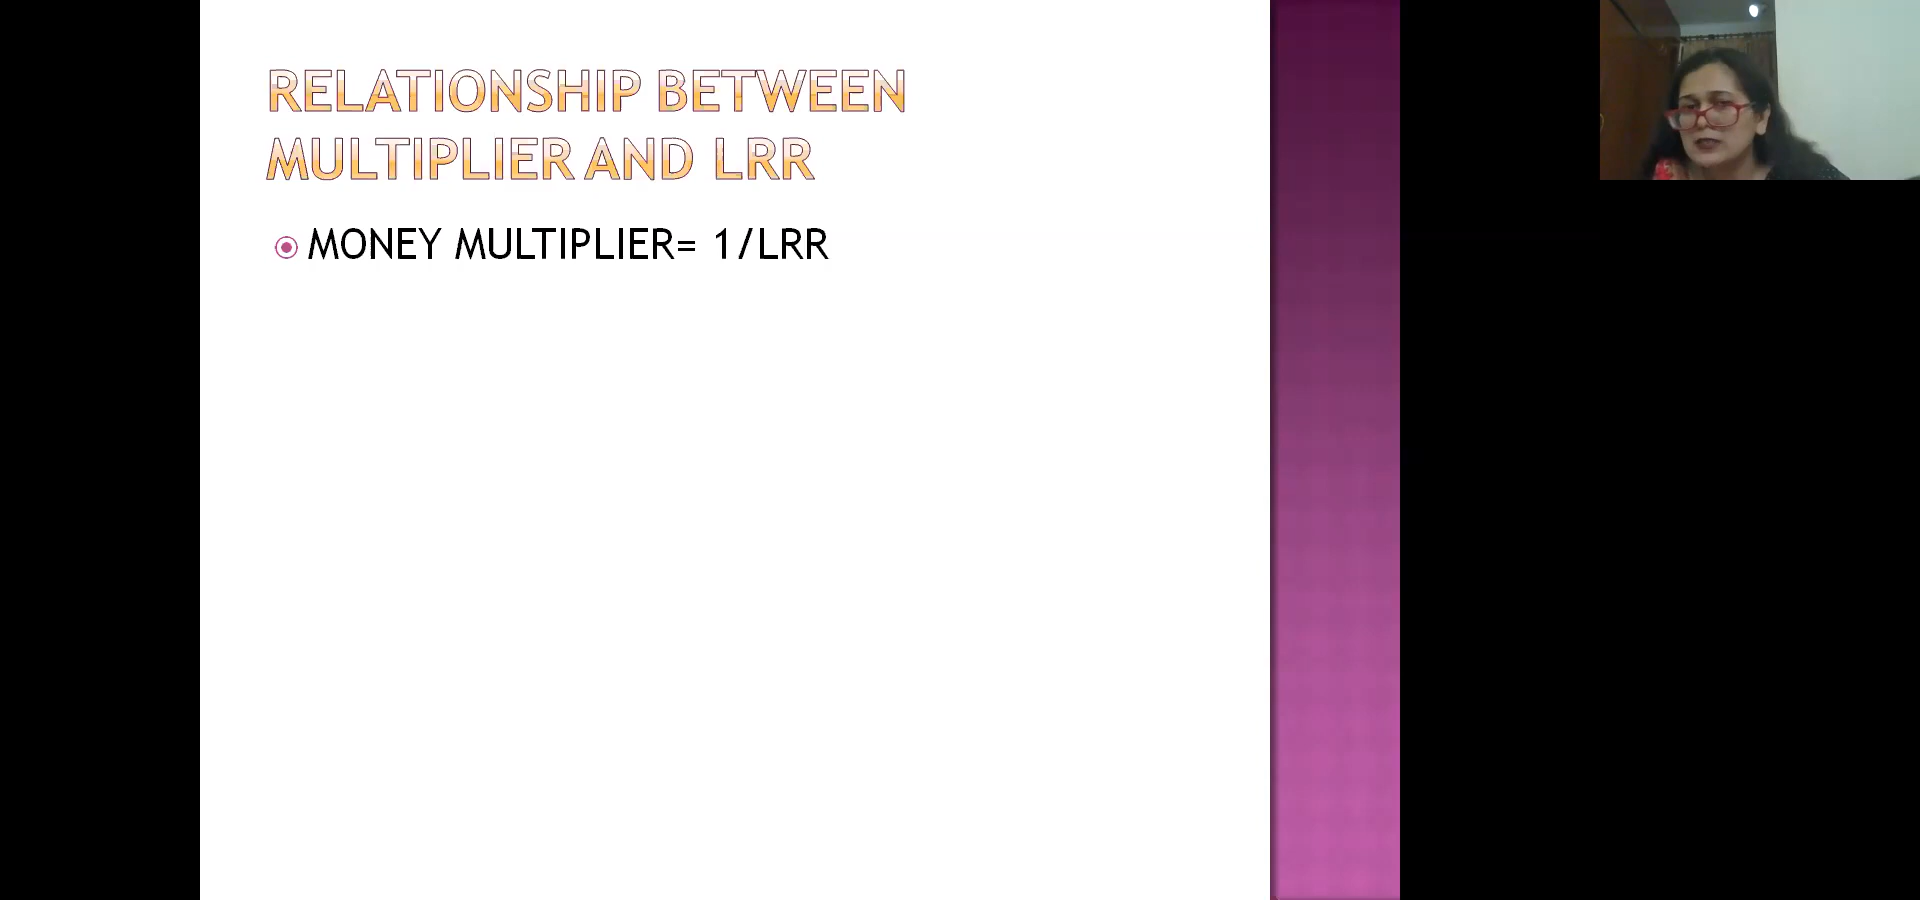 RELATIONSHIP BETWEEN
MULTIPLIER AND LRR
MONEY MULTIPLIER= 1/LRR